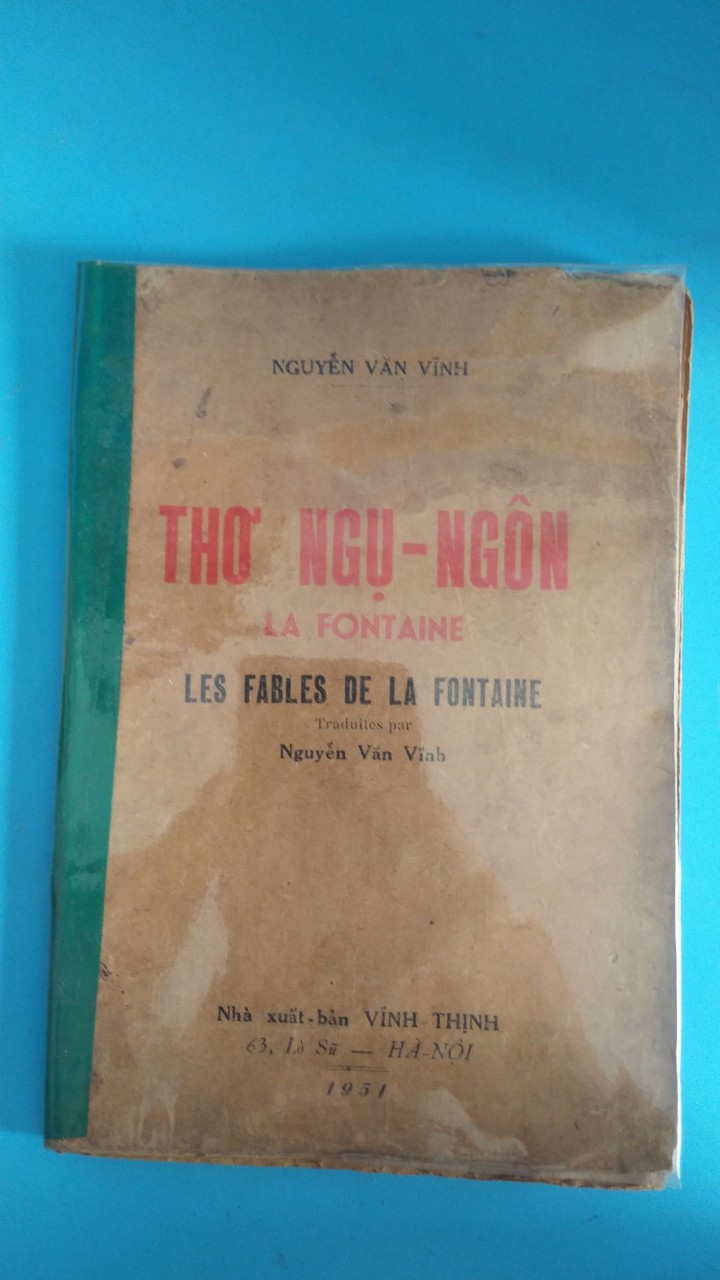 NGUYỄN VĂN VĨNH
THƠ NGỤ-NGÔN
LA FONTAINE
LES FABLES DE LA FONTAINE
Traduites par
Nguyễn Văn Vĩnh
Nhà xuất-bản VĨNH THỊNH
63, Lò Sũ — HÀ-NỘI
1951